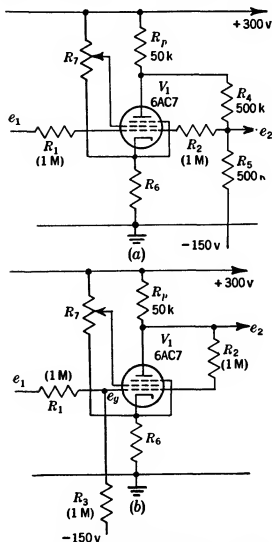 +300 v
R₇
Rₚ
50 k
V₁
6AC7
R₄
500 k
e₁
R₁
(1 M)
R₂
(1 M)
e₂
R₅
500 k
R₆
−150 v
(a)
+300 v
R₇
Rₚ
50 k
e₂
V₁
6AC7
R₂
(1 M)
(1 M)
e₁
R₁
e_y
R₆
R₃
(1 M)
(b)
−150 v